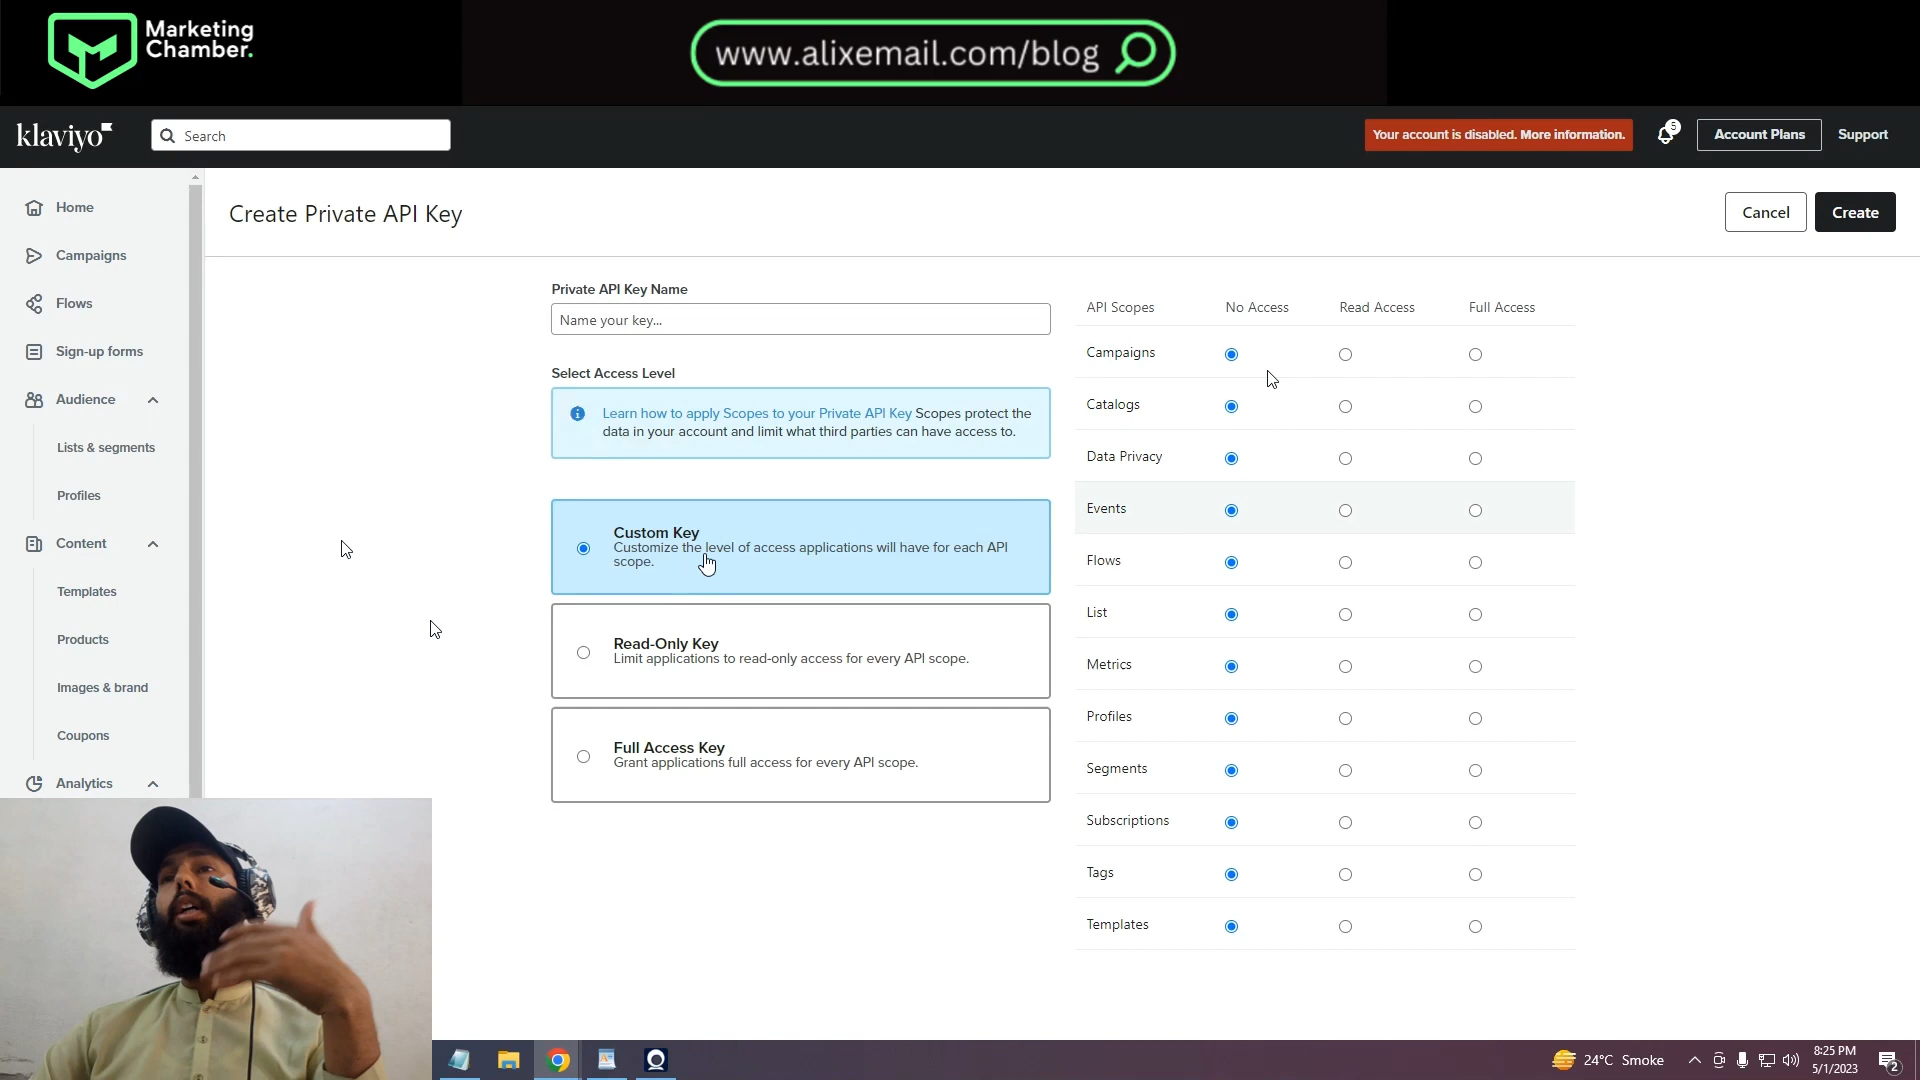 Marketing
Chamber.
www.alixemail.com/blog
klaviyo
Search
Your account is disabled. More information.
5
Account Plans
Support
Home
Campaigns
Flows
Sign-up forms
Audience
Lists & segments
Profiles
Content
Templates
Products
Images & brand
Coupons
Analytics
Create Private API Key
Cancel
Create
Private API Key Name
Name your key...
Select Access Level
Learn how to apply Scopes to your Private API Key Scopes protect the
data in your account and limit what third parties can have access to.
Custom Key
Customize the level of access applications will have for each API
scope.
Read-Only Key
Limit applications to read-only access for every API scope.
Full Access Key
Grant applications full access for every API scope.
API Scopes No Access Read Access Full Access
Campaigns
Catalogs
Data Privacy
Events
Flows
List
Metrics
Profiles
Segments
Subscriptions
Tags
Templates
24°C Smoke
8:25 PM
5/1/2023
2